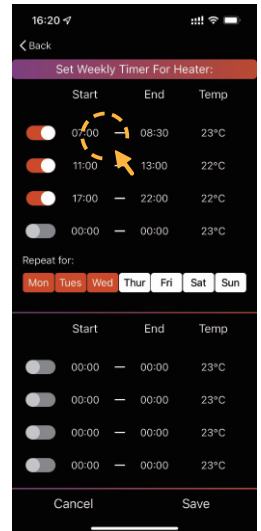 16:20
Back
Set Weekly Timer For Heater:
Start End Temp
07:00 — 08:30 23°C
11:00 — 13:00 22°C
17:00 — 22:00 22°C
00:00 — 00:00 23°C
Repeat for:
Mon Tues Wed Thur Fri Sat Sun
Start End Temp
00:00 — 00:00 23°C
00:00 — 00:00 23°C
00:00 — 00:00 23°C
00:00 — 00:00 23°C
Cancel Save